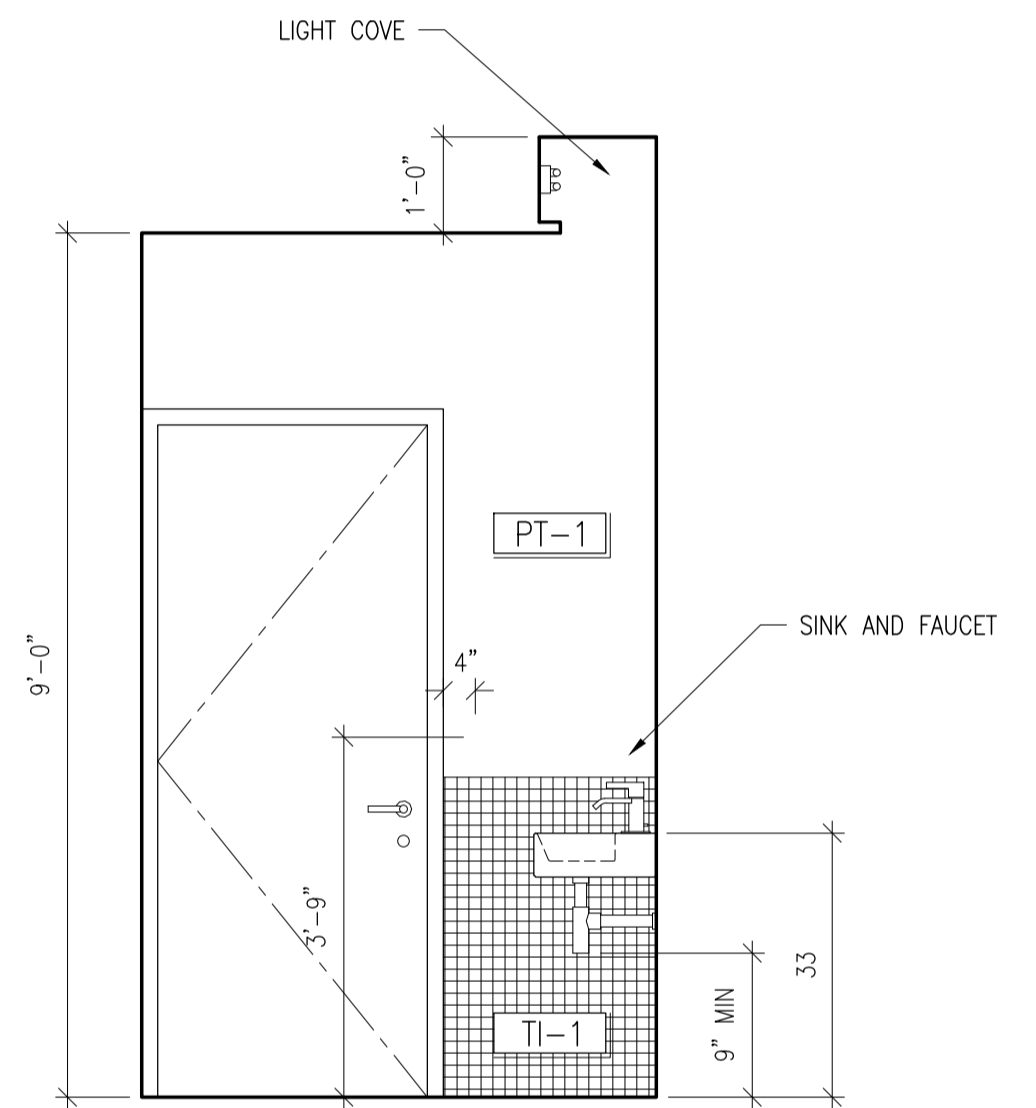 LIGHT COVE
1'-0"
PT-1
SINK AND FAUCET
9'-0"
4"
3'-9"
33
9" MIN
TI-1